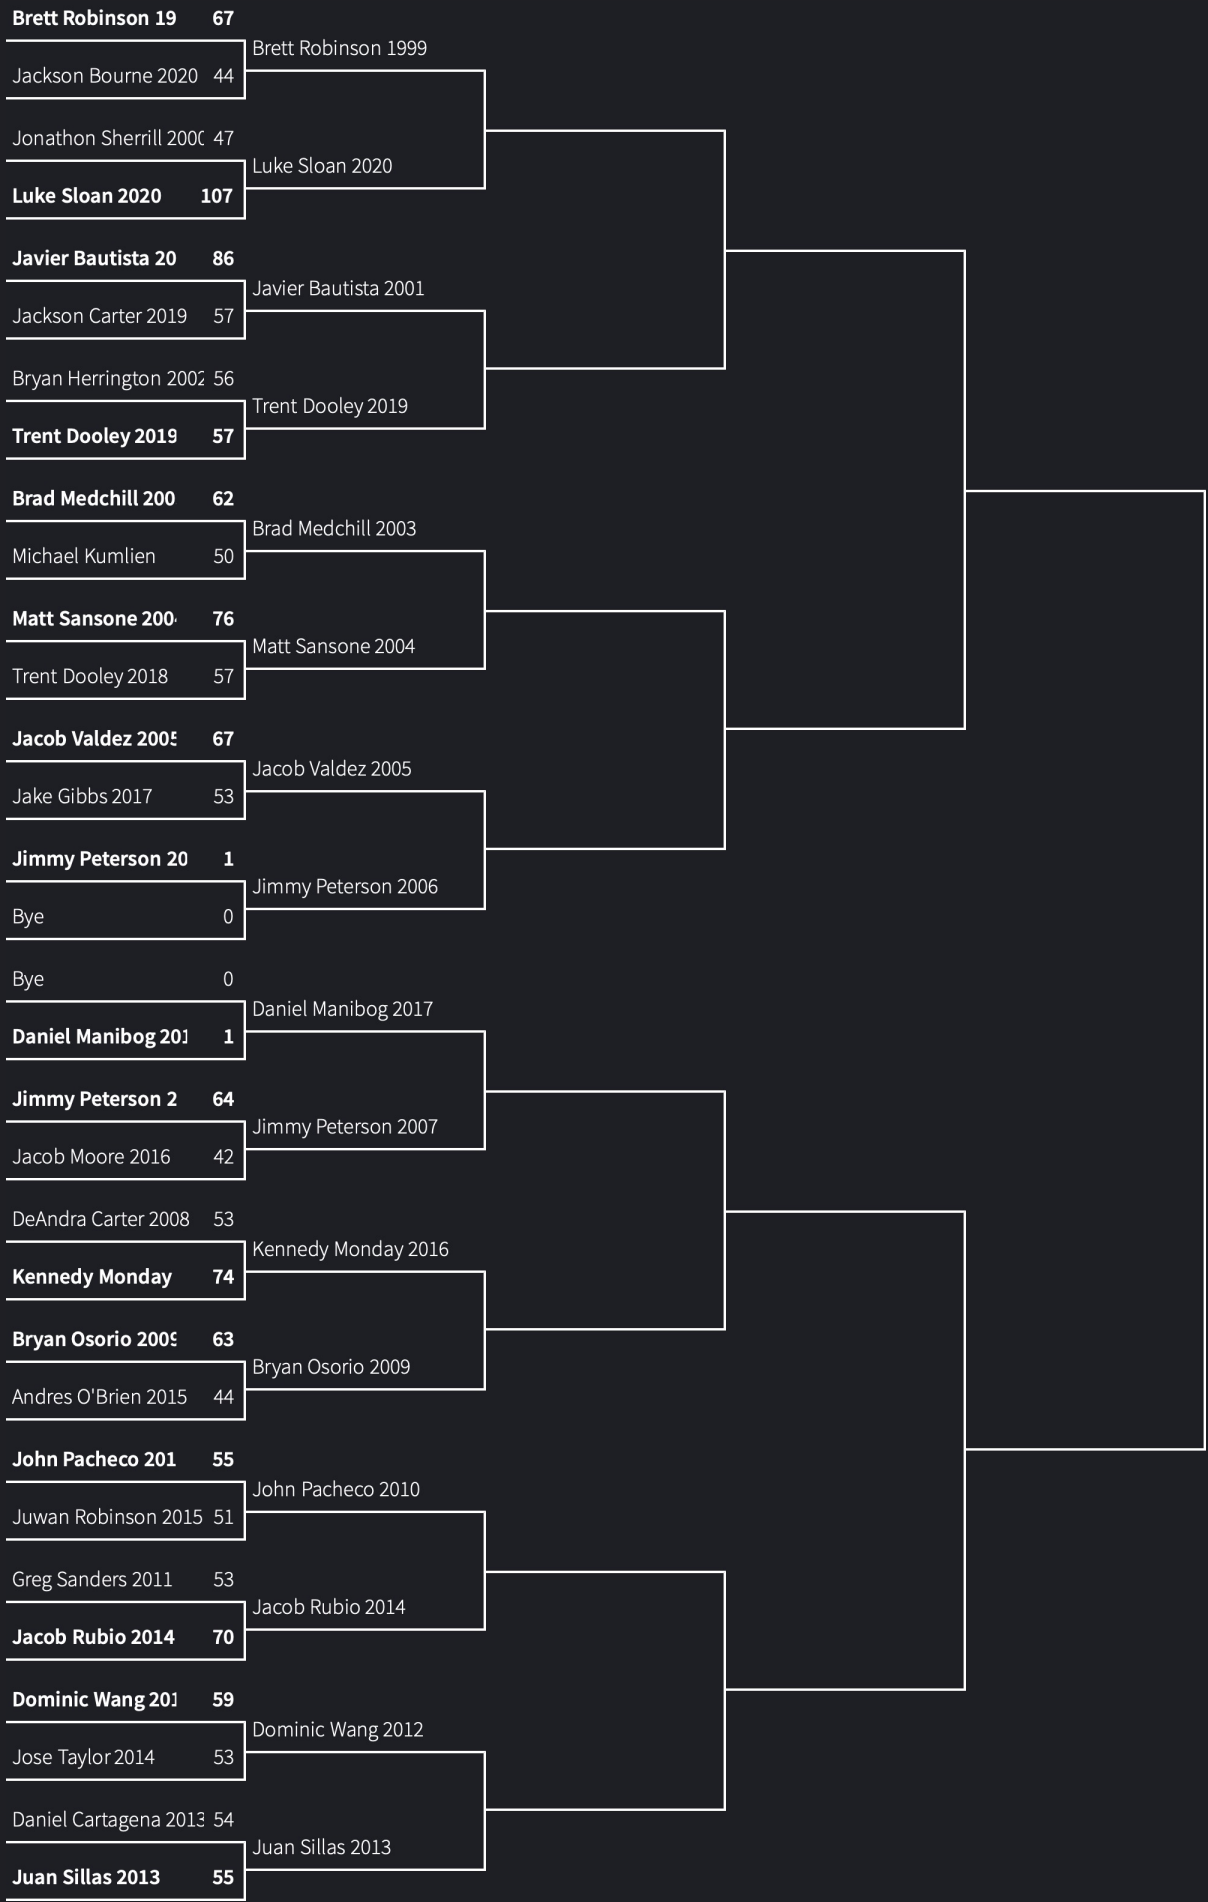 Brett Robinson 19 67
Brett Robinson 1999
Jackson Bourne 2020 44
Jonathon Sherrill 2000 47
Luke Sloan 2020
Luke Sloan 2020 107
Javier Bautista 20 86
Javier Bautista 2001
Jackson Carter 2019 57
Bryan Herrington 2002 56
Trent Dooley 2019
Trent Dooley 2019 57
Brad Medchill 200 62
Brad Medchill 2003
Michael Kumlien 50
Matt Sansone 2004 76
Matt Sansone 2004
Trent Dooley 2018 57
Jacob Valdez 2005 67
Jacob Valdez 2005
Jake Gibbs 2017 53
Jimmy Peterson 20 1
Jimmy Peterson 2006
Bye 0
Bye 0
Daniel Manibog 2017
Daniel Manibog 201 1
Jimmy Peterson 2 64
Jimmy Peterson 2007
Jacob Moore 2016 42
DeAndra Carter 2008 53
Kennedy Monday 2016
Kennedy Monday 74
Bryan Osorio 2009 63
Bryan Osorio 2009
Andres O'Brien 2015 44
John Pacheco 201 55
John Pacheco 2010
Juwan Robinson 2015 51
Greg Sanders 2011 53
Jacob Rubio 2014
Jacob Rubio 2014 70
Dominic Wang 201 59
Dominic Wang 2012
Jose Taylor 2014 53
Daniel Cartagena 2013 54
Juan Sillas 2013
Juan Sillas 2013 55